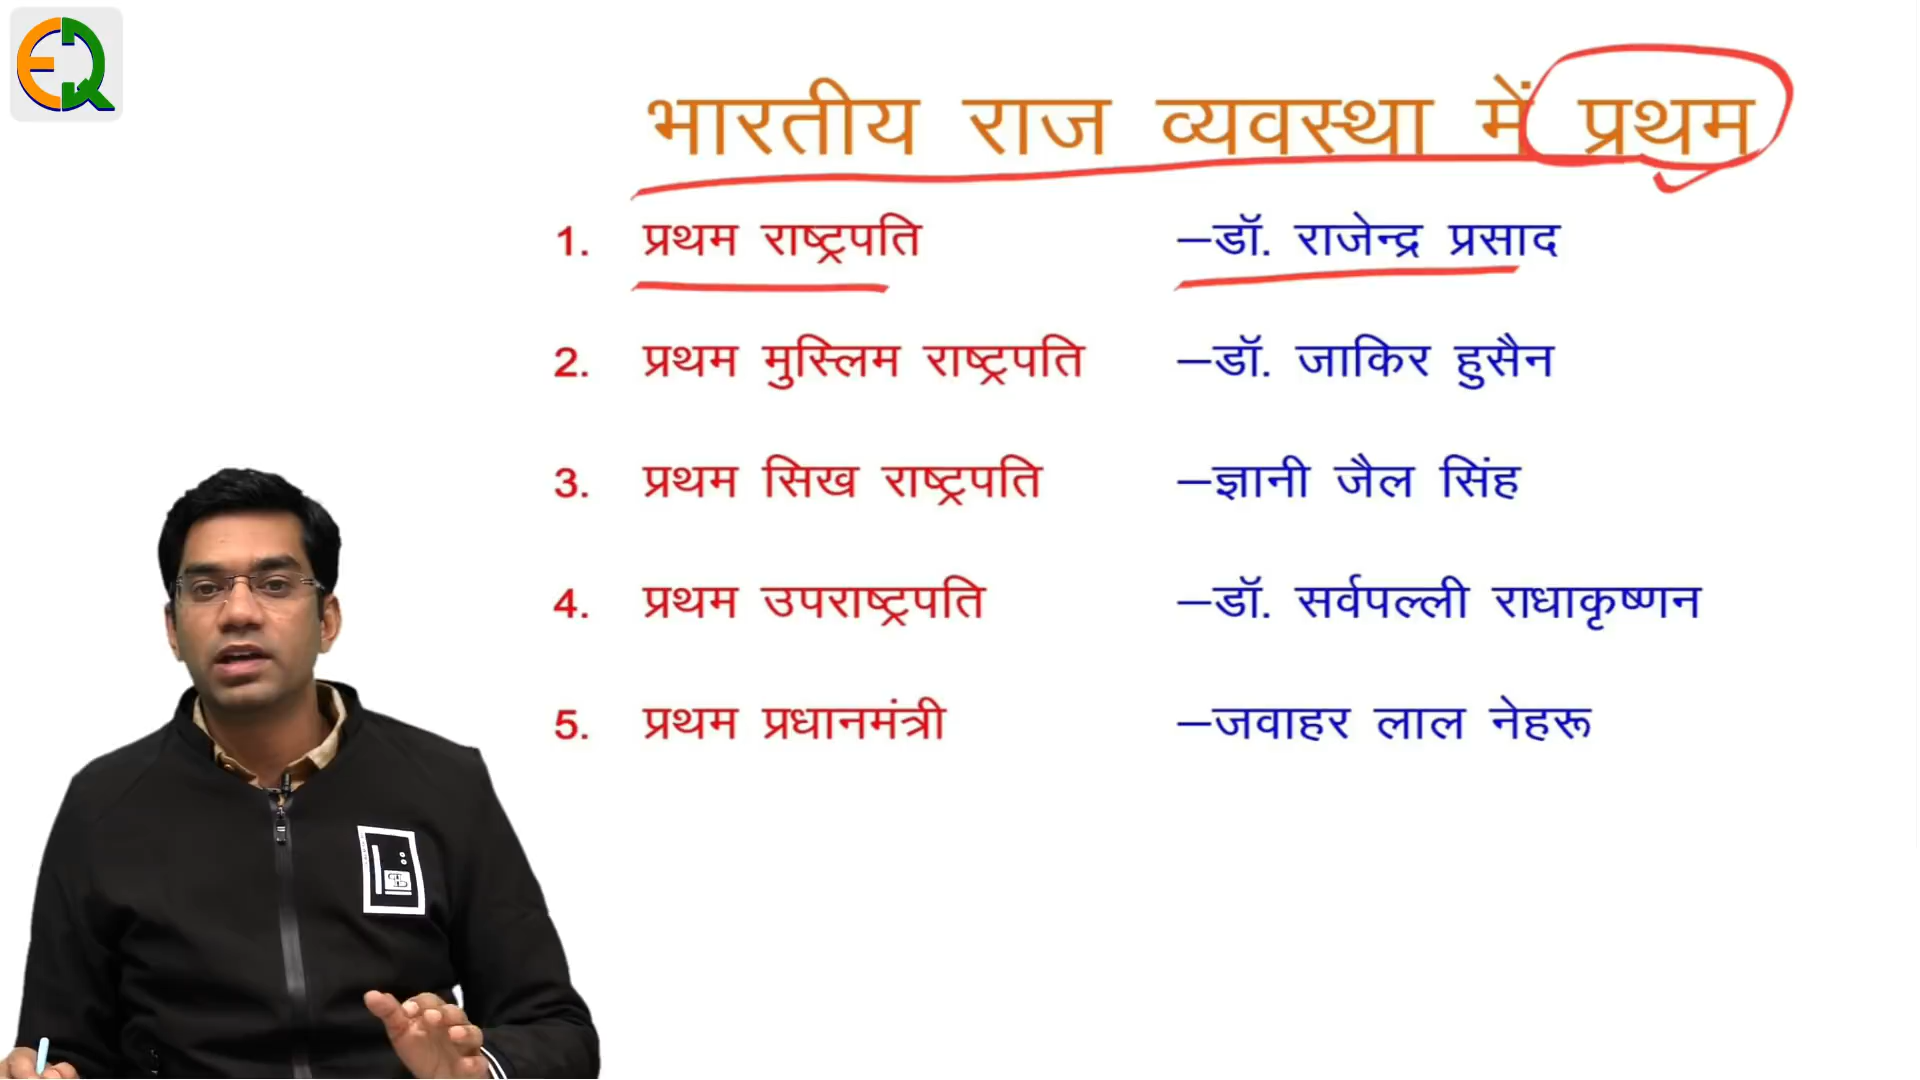 भारतीय राज व्यवस्था में प्रथम
1. प्रथम राष्ट्रपति –डॉ. राजेन्द्र प्रसाद
2. प्रथम मुस्लिम राष्ट्रपति –डॉ. जाकिर हुसैन
3. प्रथम सिख राष्ट्रपति –ज्ञानी जैल सिंह
4. प्रथम उपराष्ट्रपति –डॉ. सर्वपल्ली राधाकृष्णन
5. प्रथम प्रधानमंत्री –जवाहर लाल नेहरू